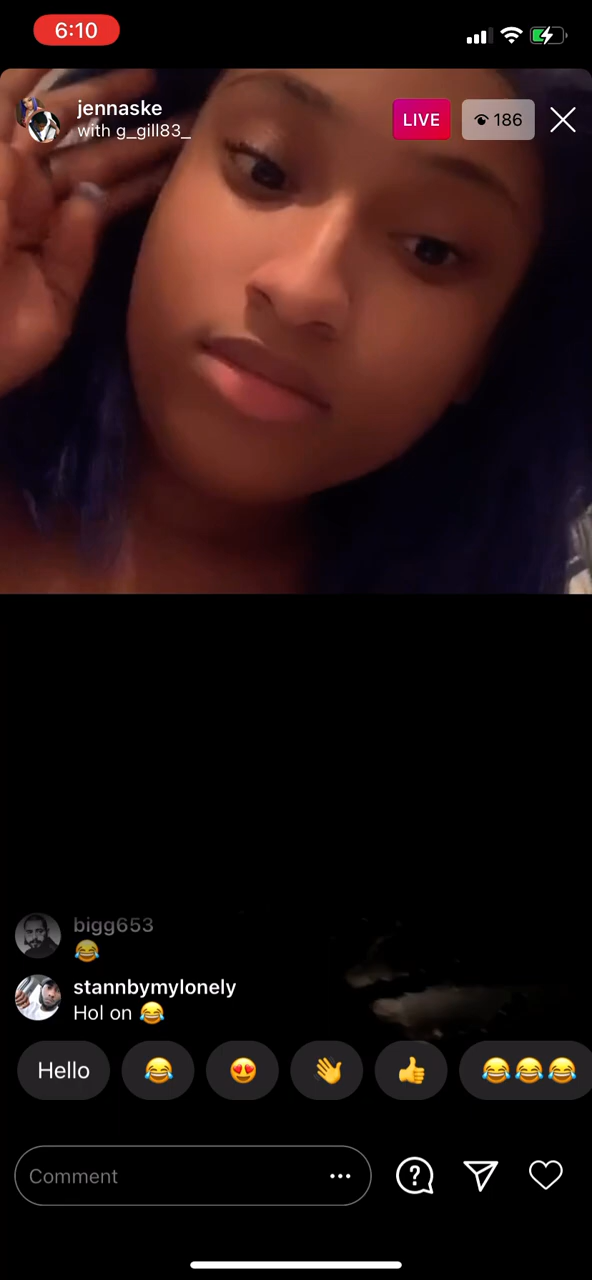 6:10
jennaske
with g_gill83_
LIVE
186
bigg653
😂
stannbymylonely
Hol on 😂
Hello 😂 😍 👋 👍 😂😂😂
Comment